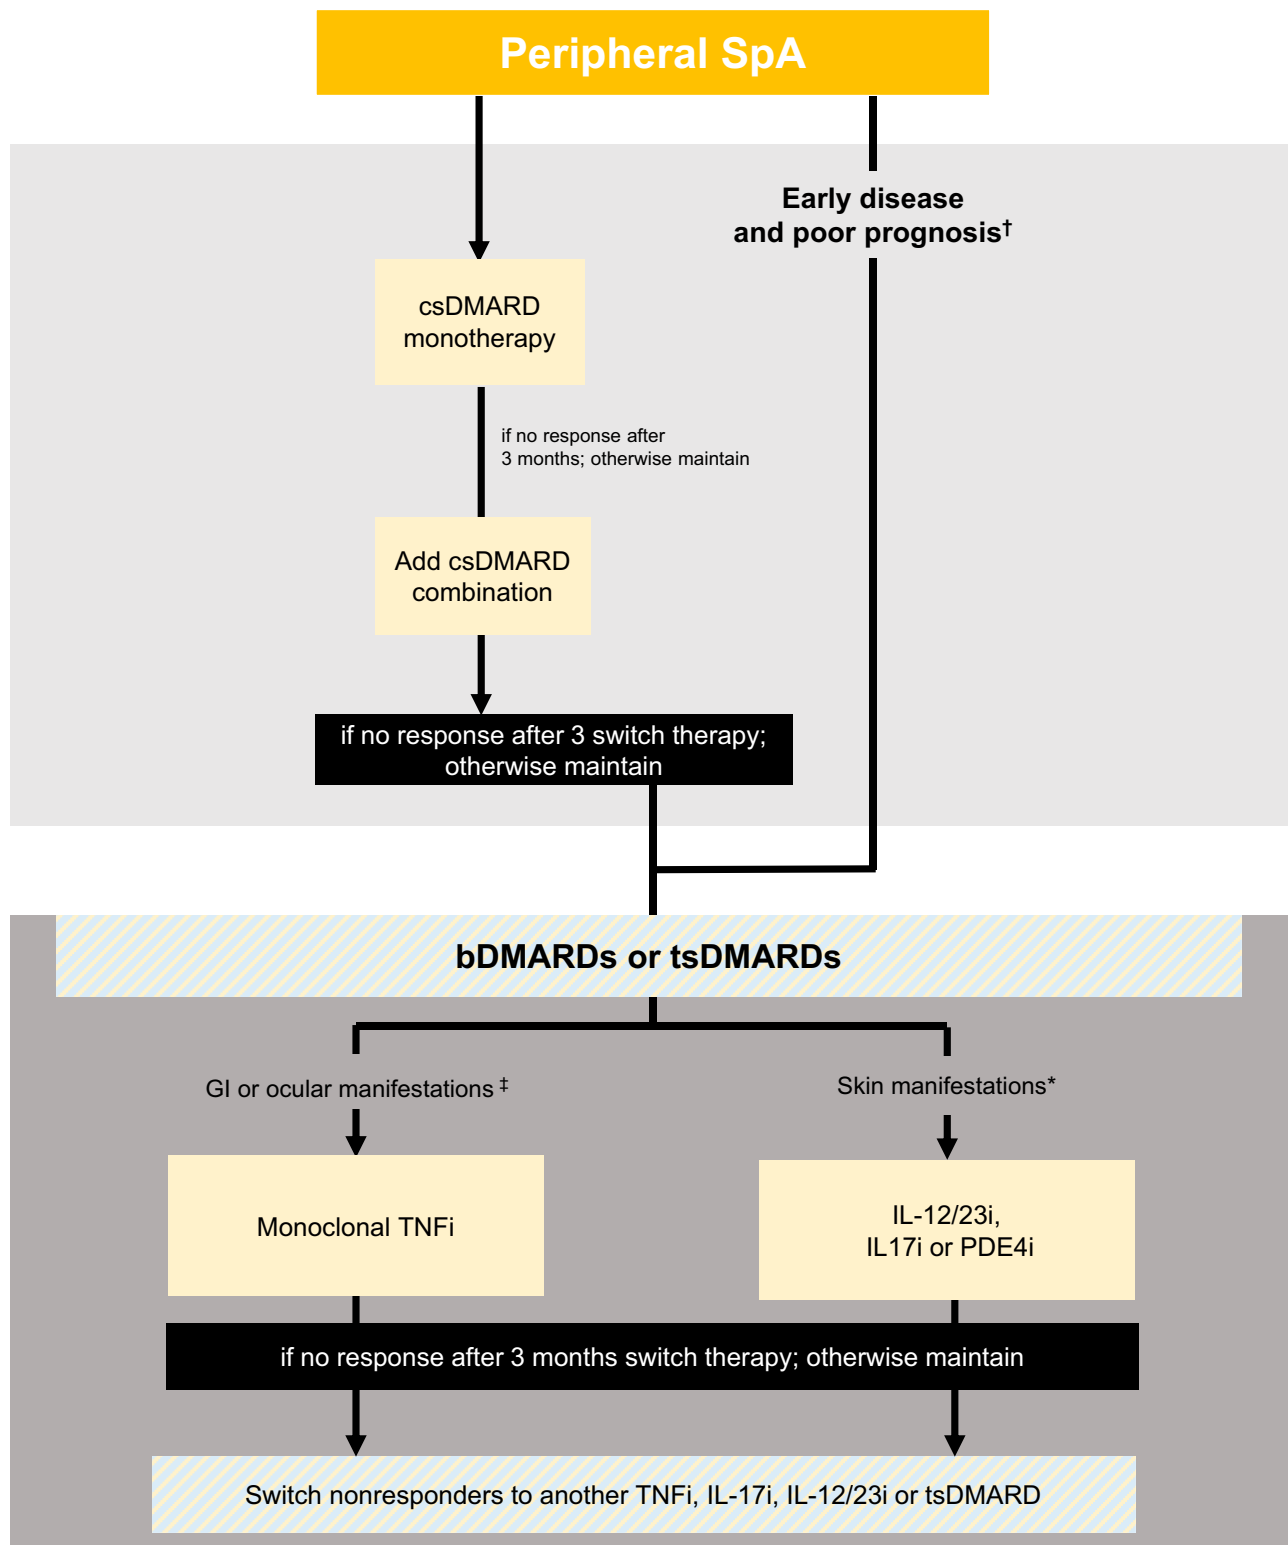 Peripheral SpA
Early disease
and poor prognosis†
csDMARD
monotherapy
if no response after
3 months; otherwise maintain
Add csDMARD
combination
if no response after 3 switch therapy;
otherwise maintain
bDMARDs or tsDMARDs
GI or ocular manifestations ‡
Skin manifestations*
Monoclonal TNFi
IL-12/23i,
IL17i or PDE4i
if no response after 3 months switch therapy; otherwise maintain
Switch nonresponders to another TNFi, IL-17i, IL-12/23i or tsDMARD